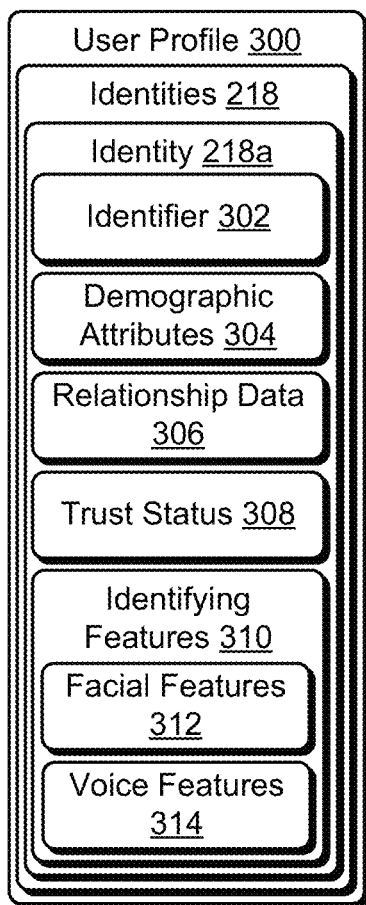 User Profile 300
Identities 218
Identity 218a
Identifier 302
Demographic
Attributes 304
Relationship Data
306
Trust Status 308
Identifying
Features 310
Facial Features
312
Voice Features
314